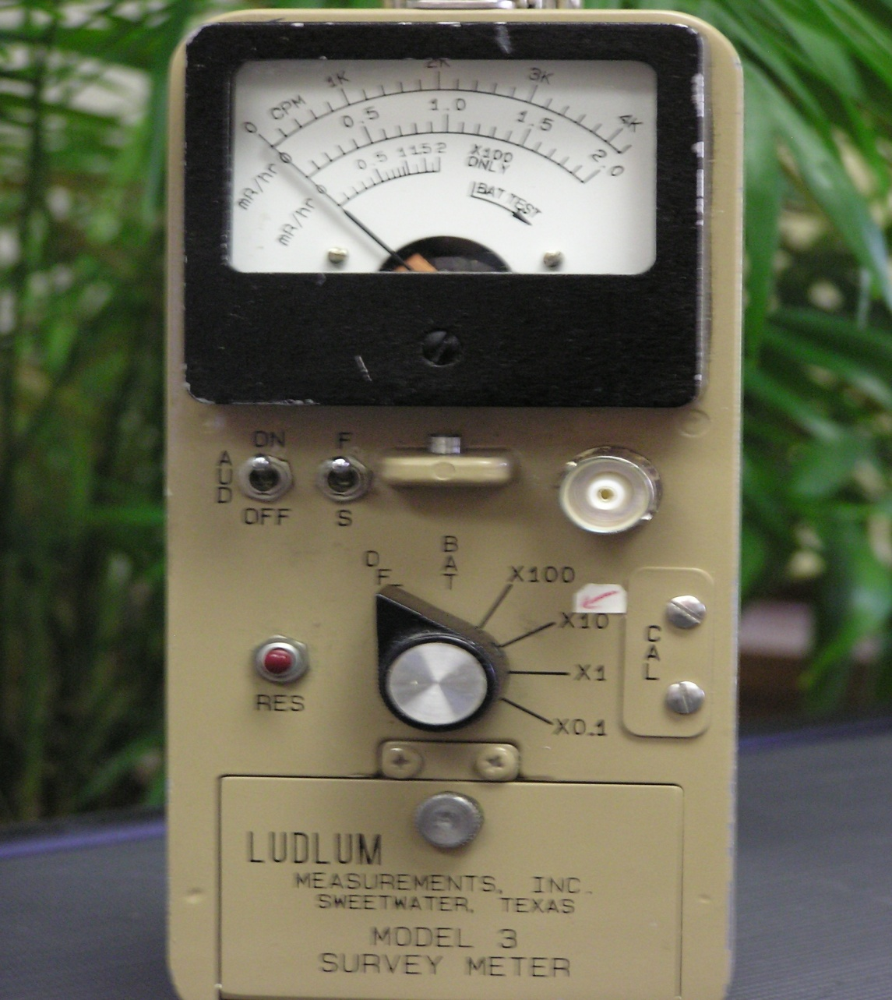 0 CPM 1K 2K 3K 4K
0 0.5 1.0 1.5 2.0
mR/hr
0 0.5 1 1.5 2 X100
ONLY
mR/hr
BAT TEST
ON F
AUD
OFF S
OFF BAT X100
X10
X1
X0.1
CAL
RES
LUDLUM
MEASUREMENTS, INC.
SWEETWATER, TEXAS
MODEL 3
SURVEY METER